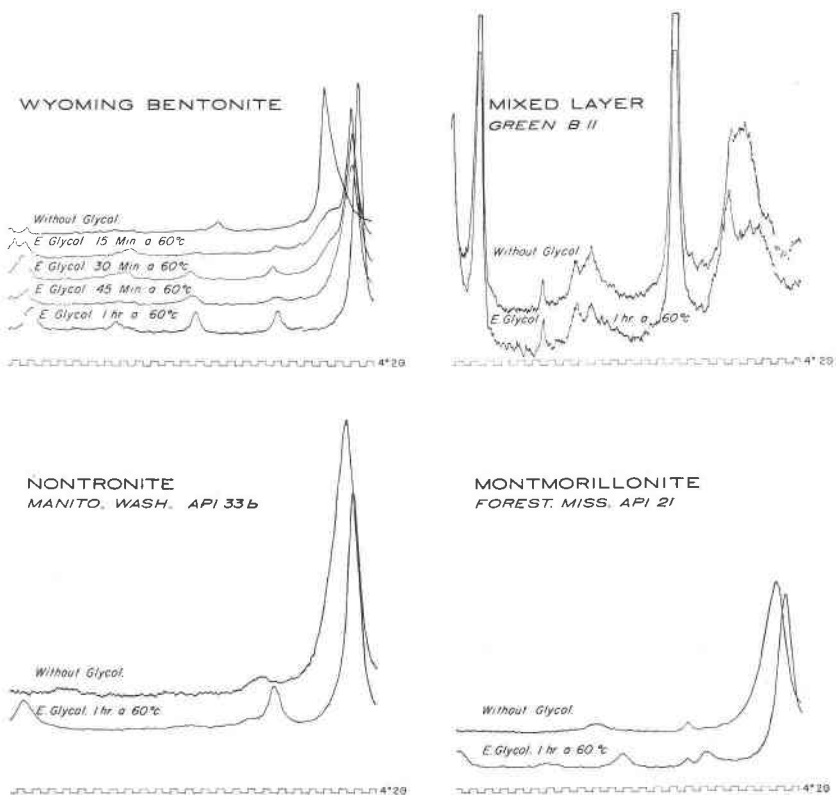 WYOMING BENTONITE
Without Glycol.
E Glycol 15 Min a 60°c
E Glycol 30 Min a 60°c
E Glycol 45 Min a 60°c
E Glycol 1 hr a 60°c
4°2θ
MIXED LAYER
GREEN B II
Without Glycol.
E Glycol 1 hr. a 60°c
4°2θ
NONTRONITE
MANITO. WASH. API 33b
Without Glycol.
E. Glycol. 1 hr. a 60°c
4°2θ
MONTMORILLONITE
FOREST. MISS. API 21
Without Glycol.
E. Glycol. 1 hr a 60°c
4°2θ